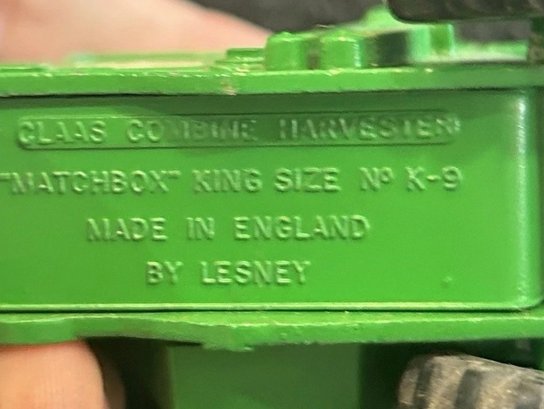 CLAAS COMBINE HARVESTER
"MATCHBOX" KING SIZE Nº K-9
MADE IN ENGLAND
BY LESNEY